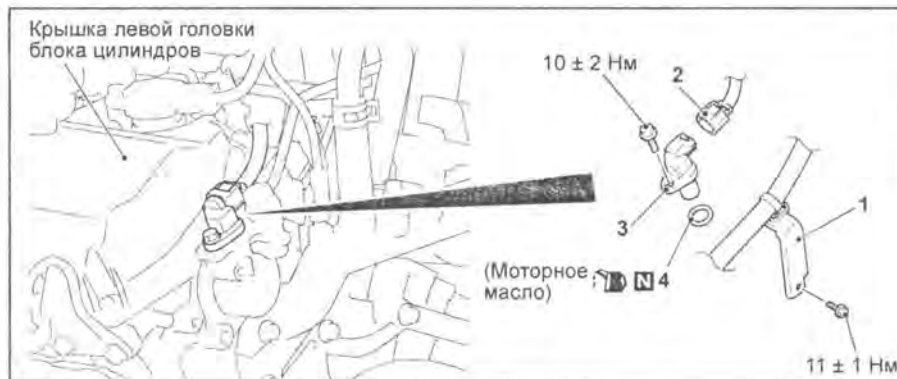 Крышка левой головки
блока цилиндров
10 ± 2 Нм
2
3
1
(Моторное
масло)
N 4
11 ± 1 Нм